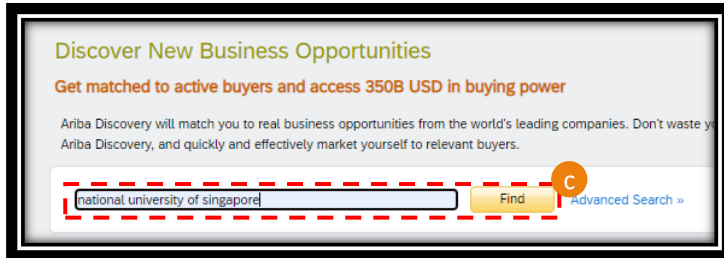 Discover New Business Opportunities
Get matched to active buyers and access 350B USD in buying power
Ariba Discovery will match you to real business opportunities from the world's leading companies. Don't waste
Ariba Discovery, and quickly and effectively market yourself to relevant buyers.
C
national university of singapore Find Advanced Search »